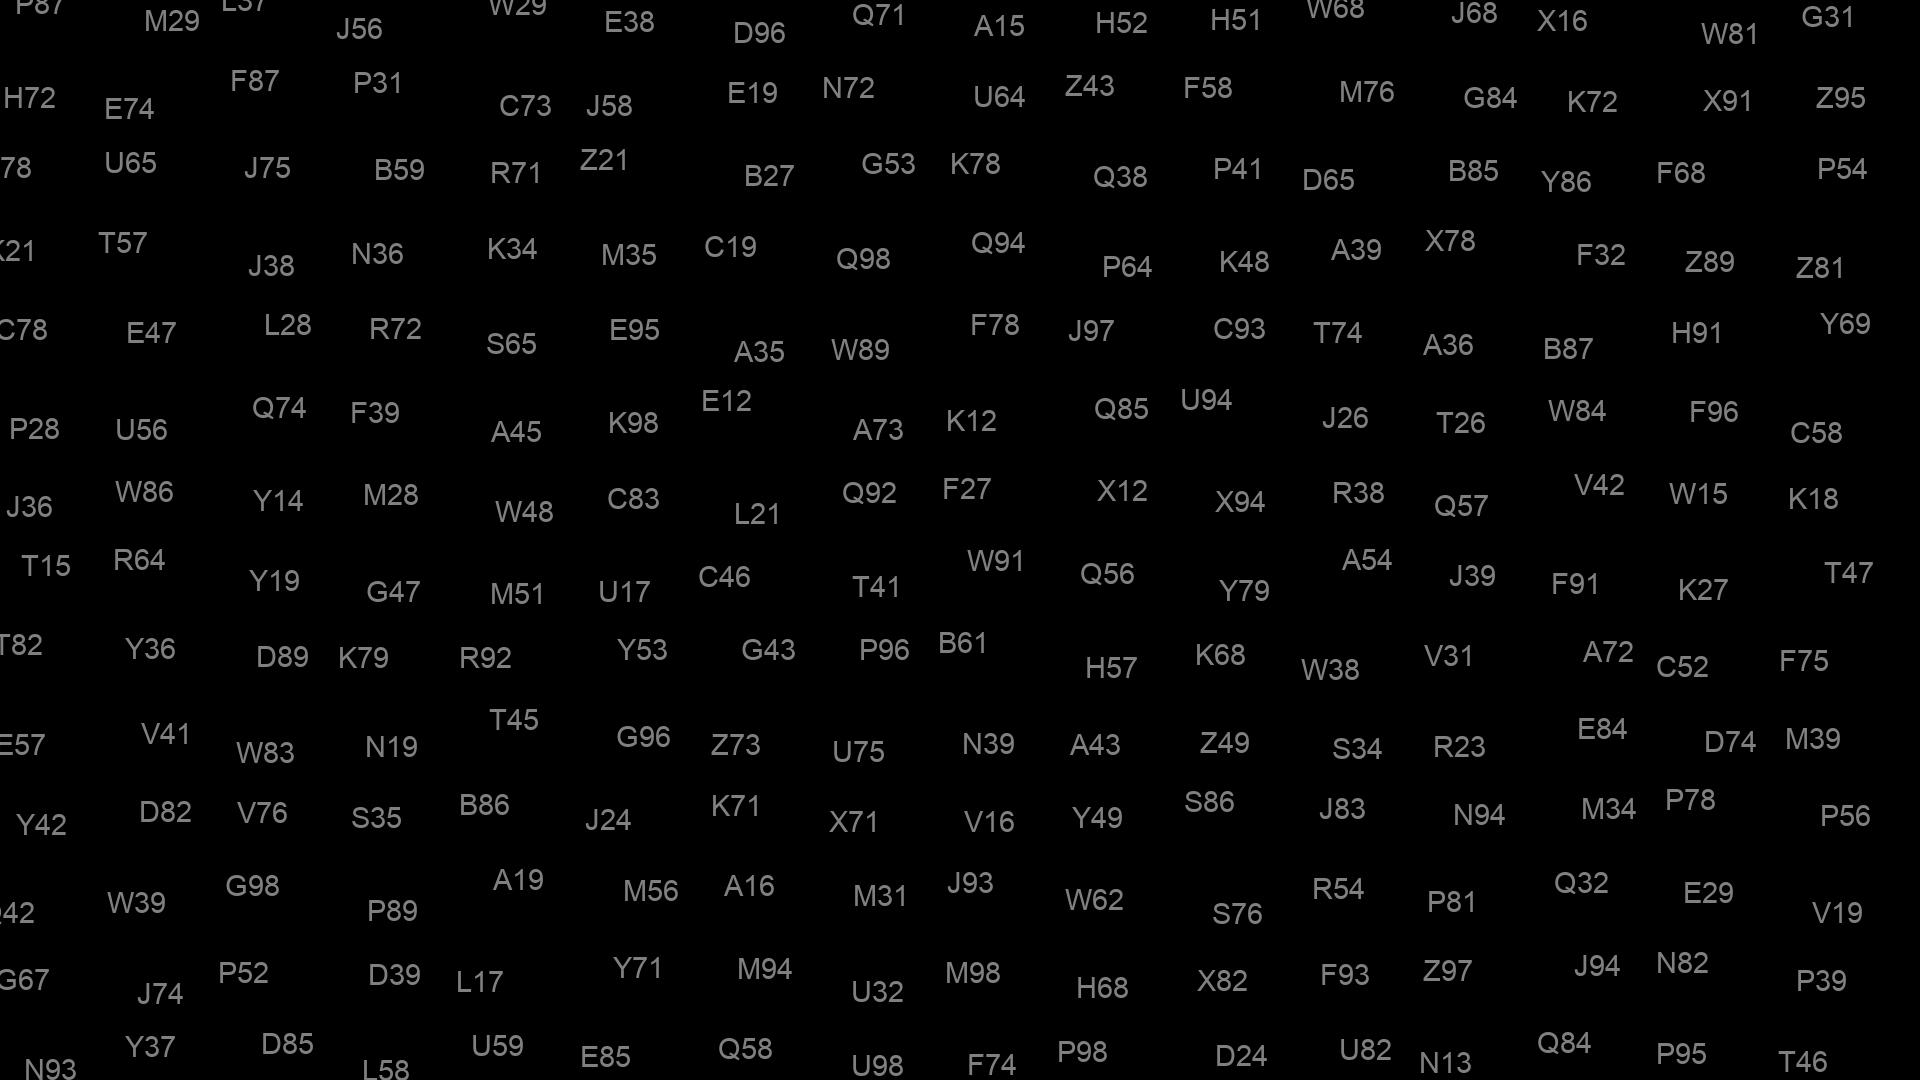 P87 M29 L37 J56 W29 E38 D96 Q71 A15 H52 H51 W68 J68 X16 W81 G31
H72 E74 F87 P31 C73 J58 E19 N72 U64 Z43 F58 M76 G84 K72 X91 Z95
78 U65 J75 B59 R71 Z21 B27 G53 K78 Q38 P41 D65 B85 Y86 F68 P54
K21 T57 J38 N36 K34 M35 C19 Q98 Q94 P64 K48 A39 X78 F32 Z89 Z81
C78 E47 L28 R72 S65 E95 A35 W89 F78 J97 C93 T74 A36 B87 H91 Y69
P28 U56 Q74 F39 A45 K98 E12 A73 K12 Q85 U94 J26 T26 W84 F96 C58
J36 W86 Y14 M28 W48 C83 L21 Q92 F27 X12 X94 R38 Q57 V42 W15 K18
T15 R64 Y19 G47 M51 U17 C46 T41 W91 Q56 Y79 A54 J39 F91 K27 T47
T82 Y36 D89 K79 R92 Y53 G43 P96 B61 H57 K68 W38 V31 A72 C52 F75
E57 V41 W83 N19 T45 G96 Z73 U75 N39 A43 Z49 S34 R23 E84 D74 M39
Y42 D82 V76 S35 B86 J24 K71 X71 V16 Y49 S86 J83 N94 M34 P78 P56
42 W39 G98 P89 A19 M56 A16 M31 J93 W62 S76 R54 P81 Q32 E29 V19
G67 J74 P52 D39 L17 Y71 M94 U32 M98 H68 X82 F93 Z97 J94 N82 P39
N93 Y37 D85 L58 U59 E85 Q58 U98 F74 P98 D24 U82 N13 Q84 P95 T46